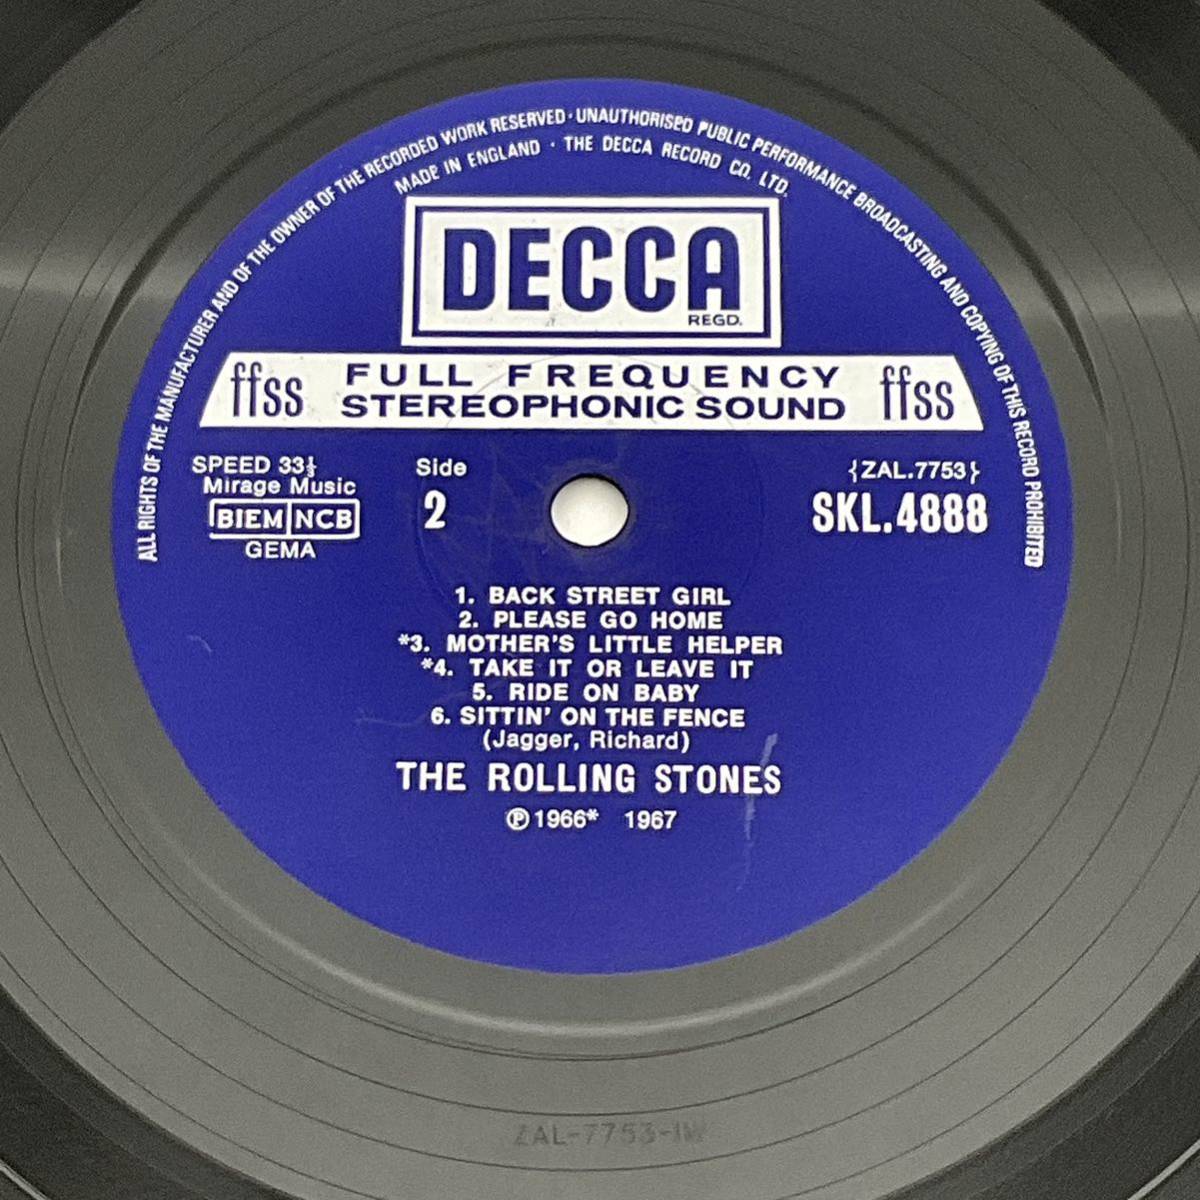 ALL RIGHTS OF THE MANUFACTURER AND OF THE OWNER OF THE RECORDED WORK RESERVED · UNAUTHORISED PUBLIC PERFORMANCE BROADCASTING AND COPYING OF THIS RECORD PROHIBITED
MADE IN ENGLAND · THE DECCA RECORD CO. LTD.
DECCA
REGD.
ffss FULL FREQUENCY STEREOPHONIC SOUND ffss
SPEED 33⅓
Mirage Music
BIEM NCB
GEMA
Side
2
{ZAL.7753}
SKL.4888
1. BACK STREET GIRL
2. PLEASE GO HOME
*3. MOTHER'S LITTLE HELPER
*4. TAKE IT OR LEAVE IT
5. RIDE ON BABY
6. SITTIN' ON THE FENCE
(Jagger, Richard)
THE ROLLING STONES
Ⓟ 1966* 1967
ZAL-7753-1W